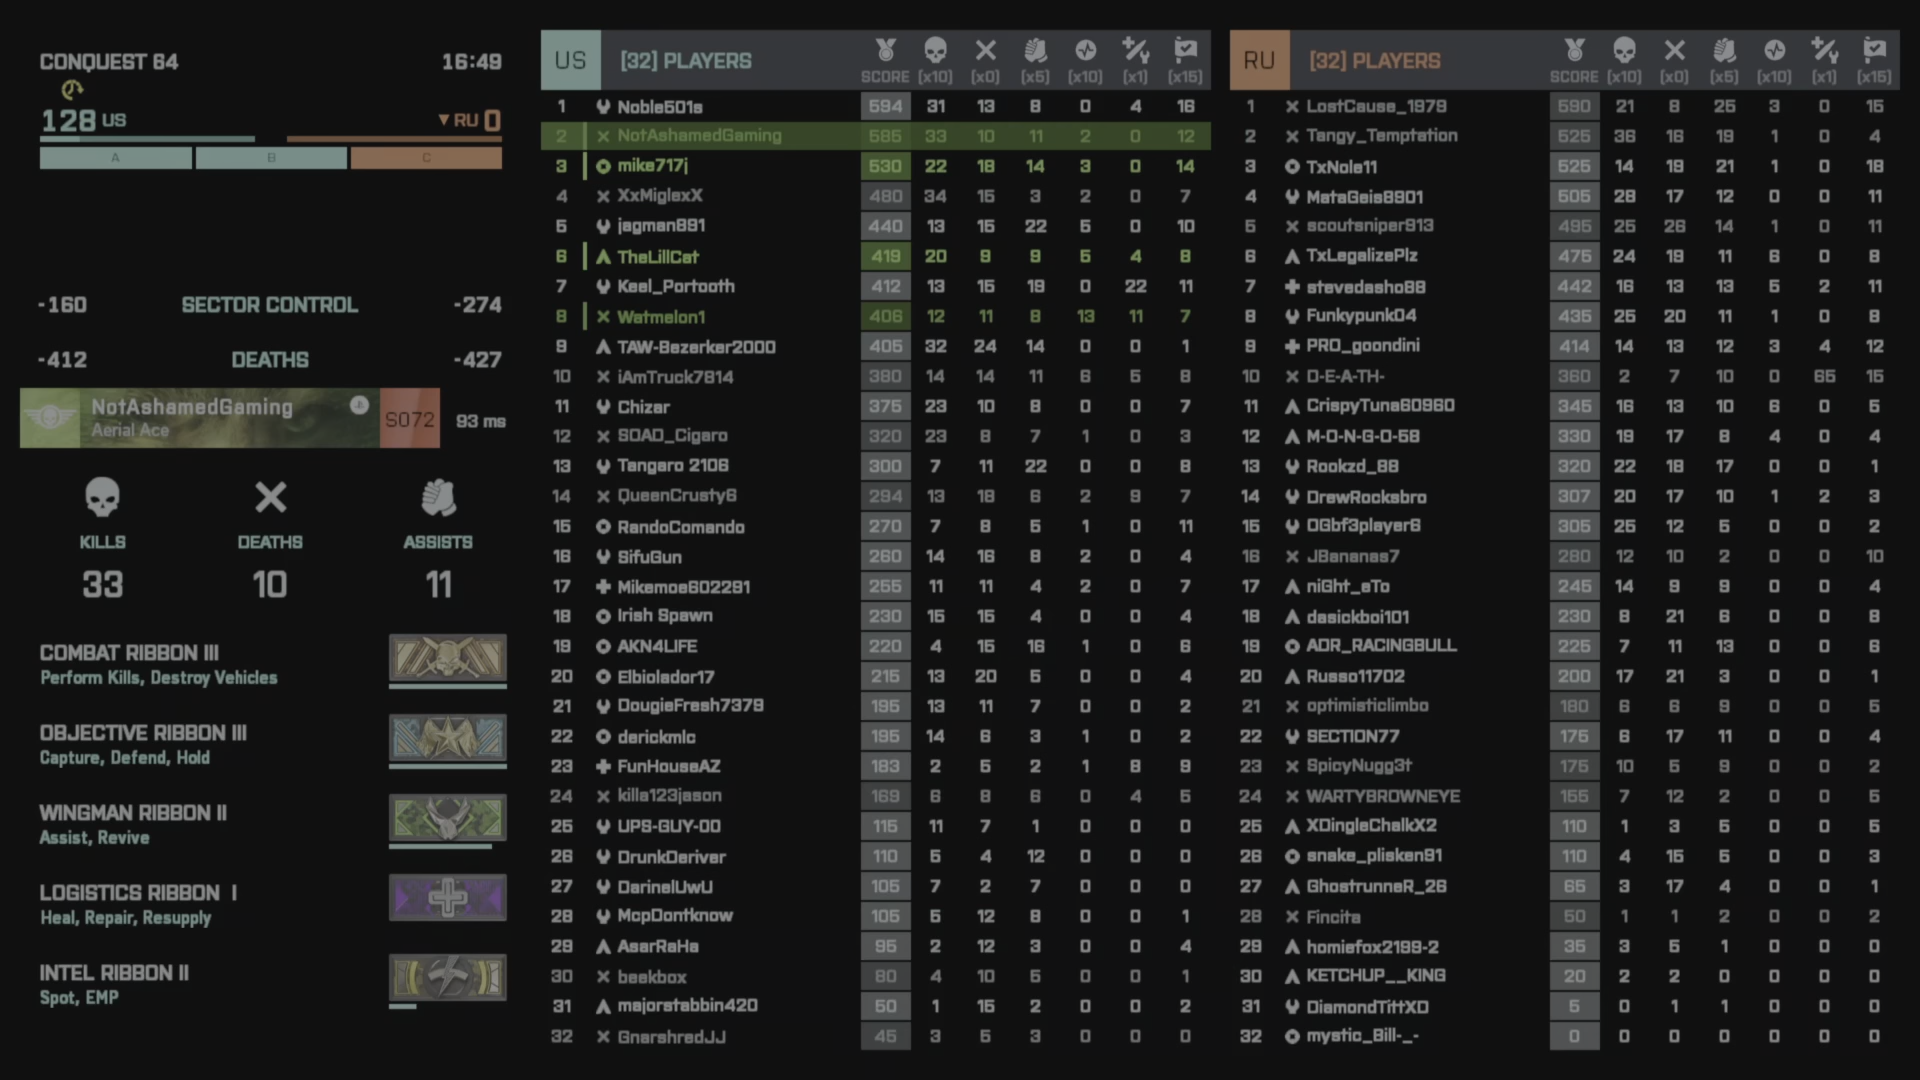 CONQUEST 64 16:49
128 US RU 0
A B C
-160 SECTOR CONTROL -274
-412 DEATHS -427
NotAshamedGaming
Aerial Ace
S072 93 ms
KILLS DEATHS ASSISTS
33 10 11
COMBAT RIBBON III
Perform Kills, Destroy Vehicles
OBJECTIVE RIBBON III
Capture, Defend, Hold
WINGMAN RIBBON II
Assist, Revive
LOGISTICS RIBBON I
Heal, Repair, Resupply
INTEL RIBBON II
Spot, EMP
US [32] PLAYERS
SCORE (x10) (x0) (x5) (x10) (x1) (x15)
1 Noble501s 594 31 13 8 0 4 16
2 NotAshamedGaming 585 33 10 11 2 0 12
3 mike717j 530 22 18 14 3 0 14
4 XxMiglexX 480 34 15 3 2 0 7
5 jagman891 440 13 15 22 5 0 10
6 TheLillCat 419 20 9 9 5 4 8
7 Keel_Portooth 412 13 15 19 0 22 11
8 Watmelon1 406 12 11 8 13 11 7
9 TAW-Bezerker2000 405 32 24 14 0 0 1
10 iAmTruck7814 380 14 14 11 6 5 8
11 Chizar 375 23 10 8 0 0 7
12 SOAD_Cigaro 320 23 8 7 1 0 3
13 Tangaro 2106 300 7 11 22 0 0 8
14 QueenCrusty6 294 13 18 6 2 9 7
15 RandoComando 270 7 8 5 1 0 11
16 SifuGun 260 14 16 8 2 0 4
17 Mikemoe602291 255 11 11 4 2 0 7
18 Irish Spawn 230 15 15 4 0 0 4
19 AKN4LIFE 220 4 15 16 1 0 6
20 Elbiolador17 215 13 20 5 0 0 4
21 DougieFresh7379 195 13 11 7 0 0 2
22 derickmlc 195 14 6 3 1 0 2
23 FunHouseAZ 183 2 5 2 1 8 9
24 killa123jason 169 6 8 6 0 4 5
25 UPS-GUY-00 115 11 7 1 0 0 0
26 DrunkDeriver 110 5 4 12 0 0 0
27 DarinelUwU 105 7 2 7 0 0 0
28 McpDontknow 105 5 12 8 0 0 1
29 AsarRaHa 95 2 12 3 0 0 4
30 beekbox 80 4 10 5 0 0 1
31 majorstabbin420 50 1 15 2 0 0 2
32 GnarshredJJ 45 3 5 3 0 0 0
RU [32] PLAYERS
SCORE (x10) (x0) (x5) (x10) (x1) (x15)
1 LostCause_1979 590 21 8 25 3 0 15
2 Tangy_Temptation 525 36 16 19 1 0 4
3 TxNole11 525 14 19 21 1 0 18
4 MataGeis8901 505 28 17 12 0 0 11
5 scoutsniper913 495 25 26 14 1 0 11
6 TxLegalizePlz 475 24 19 11 6 0 8
7 stevedasho88 442 16 13 13 5 2 11
8 Funkypunk04 435 25 20 11 1 0 8
9 PRO_goondini 414 14 13 12 3 4 12
10 D-E-A-TH- 360 2 7 10 0 65 15
11 CrispyTuna60960 345 16 13 10 6 0 5
12 M-O-N-G-O-58 330 19 17 8 4 0 4
13 Rookzd_88 320 22 18 17 0 0 1
14 DrewRocksbro 307 20 17 10 1 2 3
15 OGbf3player6 305 25 12 5 0 0 2
16 JBananas7 280 12 10 2 0 0 10
17 niGht_eTo 245 14 9 9 0 0 4
18 dasickboi101 230 8 21 6 0 0 8
19 ADR_RACINGBULL 225 7 11 13 0 0 6
20 Russo11702 200 17 21 3 0 0 1
21 optimisticlimbo 180 6 6 9 0 0 5
22 SECTION77 175 6 17 11 0 0 4
23 SpicyNugg3t 175 10 5 9 0 0 2
24 WARTYBROWNEYE 155 7 12 2 0 0 5
25 XDingleChalkX2 110 1 3 5 0 0 5
26 snake_plisken91 110 4 15 5 0 0 3
27 GhostrunneR_26 65 3 17 4 0 0 1
28 Fincita 50 1 1 2 0 0 2
29 homiefox2199-2 35 3 5 1 0 0 0
30 KETCHUP__KING 20 2 2 0 0 0 0
31 DiamondTittXD 5 0 1 1 0 0 0
32 mystic_Bill-_- 0 0 0 0 0 0 0